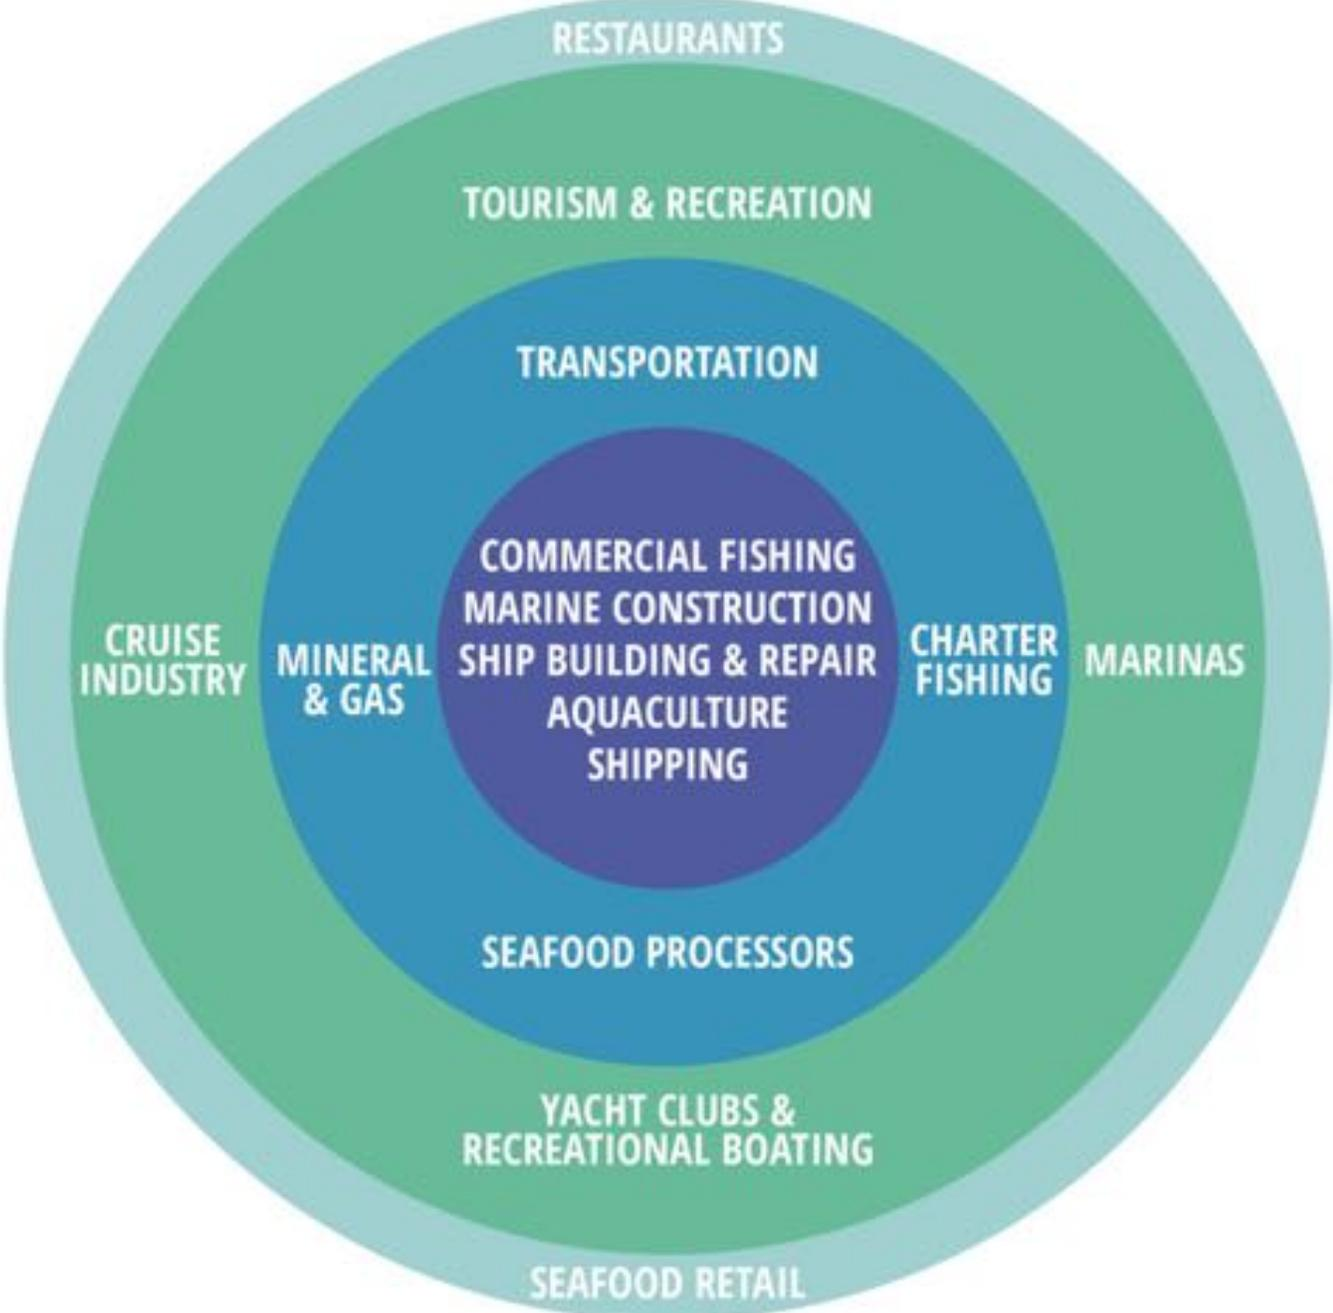 RESTAURANTS
TOURISM & RECREATION
TRANSPORTATION
COMMERCIAL FISHING
MARINE CONSTRUCTION
SHIP BUILDING & REPAIR
AQUACULTURE
SHIPPING
CRUISE
INDUSTRY
MINERAL
& GAS
CHARTER
FISHING
MARINAS
SEAFOOD PROCESSORS
YACHT CLUBS &
RECREATIONAL BOATING
SEAFOOD RETAIL